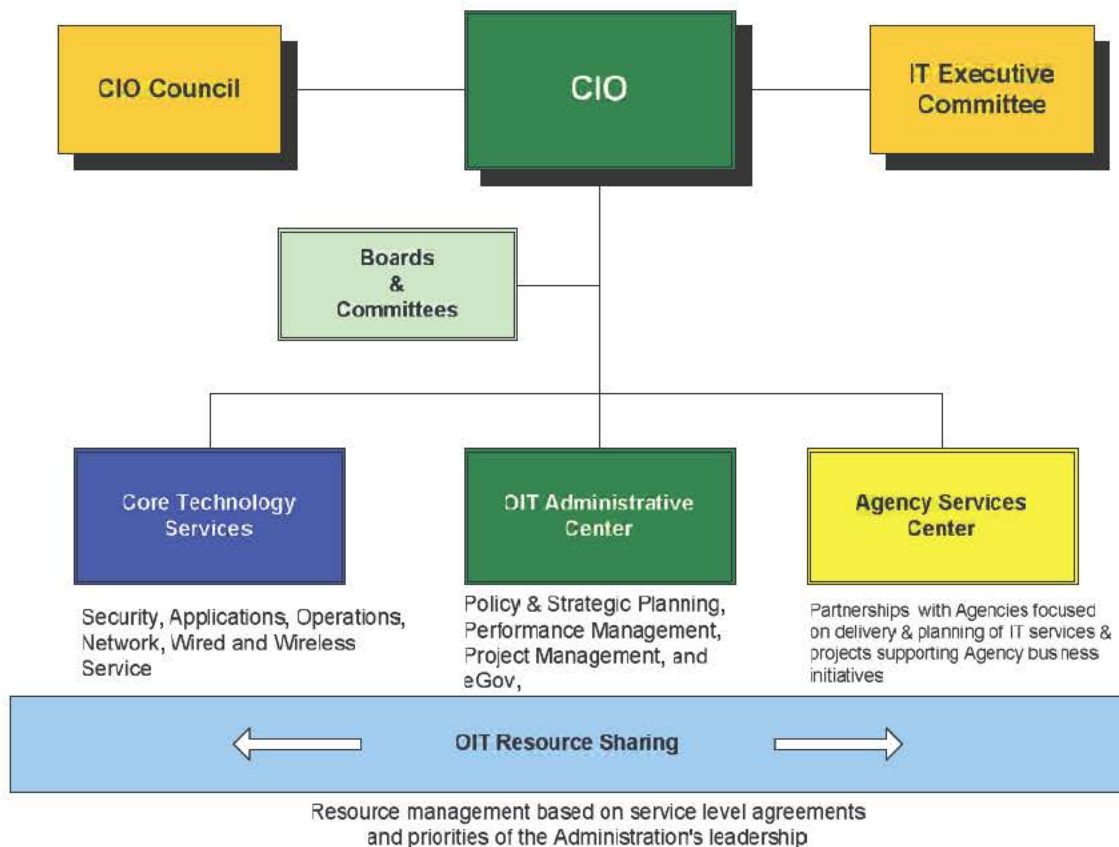 CIO Council
CIO
IT Executive
Committee
Boards
&
Committees
Core Technology
Services
OIT Administrative
Center
Agency Services
Center
Security, Applications, Operations,
Network, Wired and Wireless
Service
Policy & Strategic Planning,
Performance Management,
Project Management, and
eGov,
Partnerships with Agencies focused
on delivery & planning of IT services &
projects supporting Agency business
initiatives
OIT Resource Sharing
Resource management based on service level agreements
and priorities of the Administration's leadership